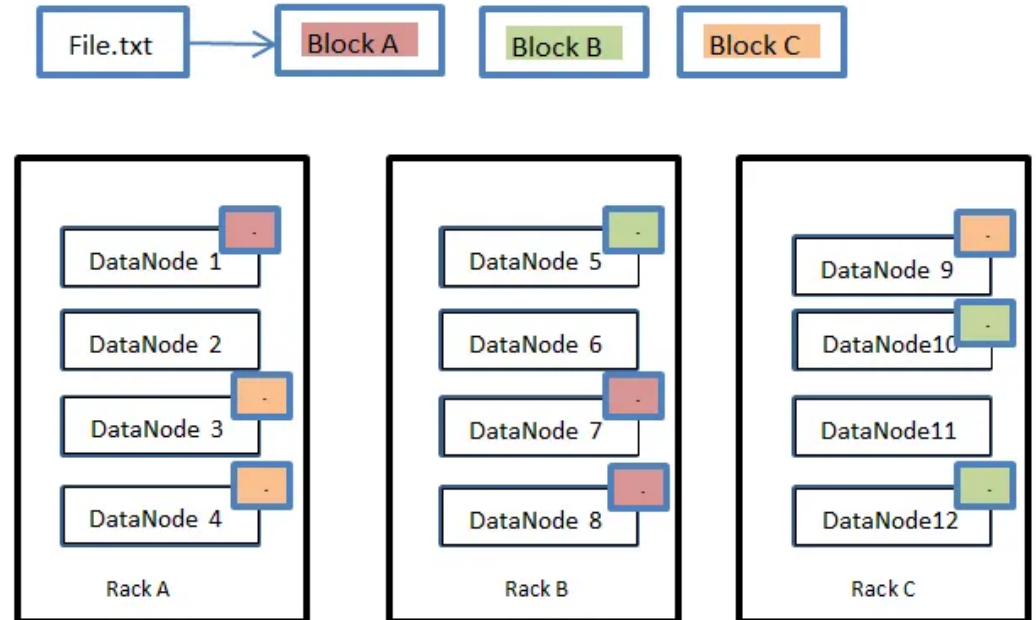 File.txt
Block A
Block B
Block C
DataNode 1
DataNode 2
DataNode 3
DataNode 4
Rack A
DataNode 5
DataNode 6
DataNode 7
DataNode 8
Rack B
DataNode 9
DataNode10
DataNode11
DataNode12
Rack C